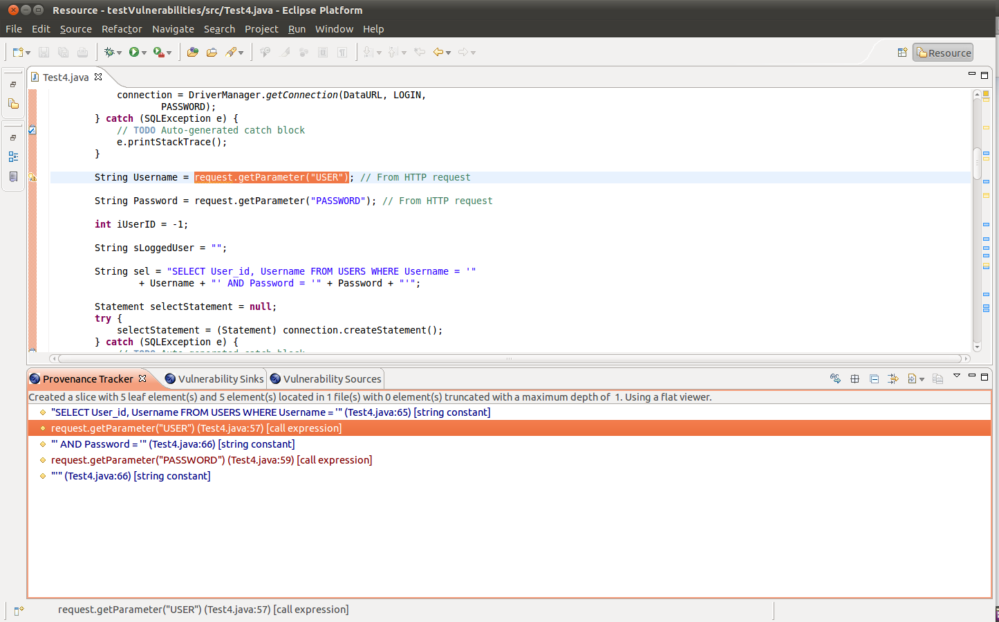 Resource - testVulnerabilities/src/Test4.java - Eclipse Platform
File Edit Source Refactor Navigate Search Project Run Window Help
Resource
Test4.java
connection = DriverManager.getConnection(DataURL, LOGIN,
PASSWORD);
} catch (SQLException e) {
// TODO Auto-generated catch block
e.printStackTrace();
}
String Username = request.getParameter("USER"); // From HTTP request
String Password = request.getParameter("PASSWORD"); // From HTTP request
int iUserID = -1;
String sLoggedUser = "";
String sel = "SELECT User_id, Username FROM USERS WHERE Username = '"
+ Username + "' AND Password = '" + Password + "'";
Statement selectStatement = null;
try {
selectStatement = (Statement) connection.createStatement();
} catch (SQLException e) {
// TODO Auto-generated catch block
Provenance Tracker Vulnerability Sinks Vulnerability Sources
Created a slice with 5 leaf element(s) and 5 element(s) located in 1 file(s) with 0 element(s) truncated with a maximum depth of 1. Using a flat viewer.
"SELECT User_id, Username FROM USERS WHERE Username = '" (Test4.java:65) [string constant]
request.getParameter("USER") (Test4.java:57) [call expression]
"' AND Password = '" (Test4.java:66) [string constant]
request.getParameter("PASSWORD") (Test4.java:59) [call expression]
"'" (Test4.java:66) [string constant]
request.getParameter("USER") (Test4.java:57) [call expression]